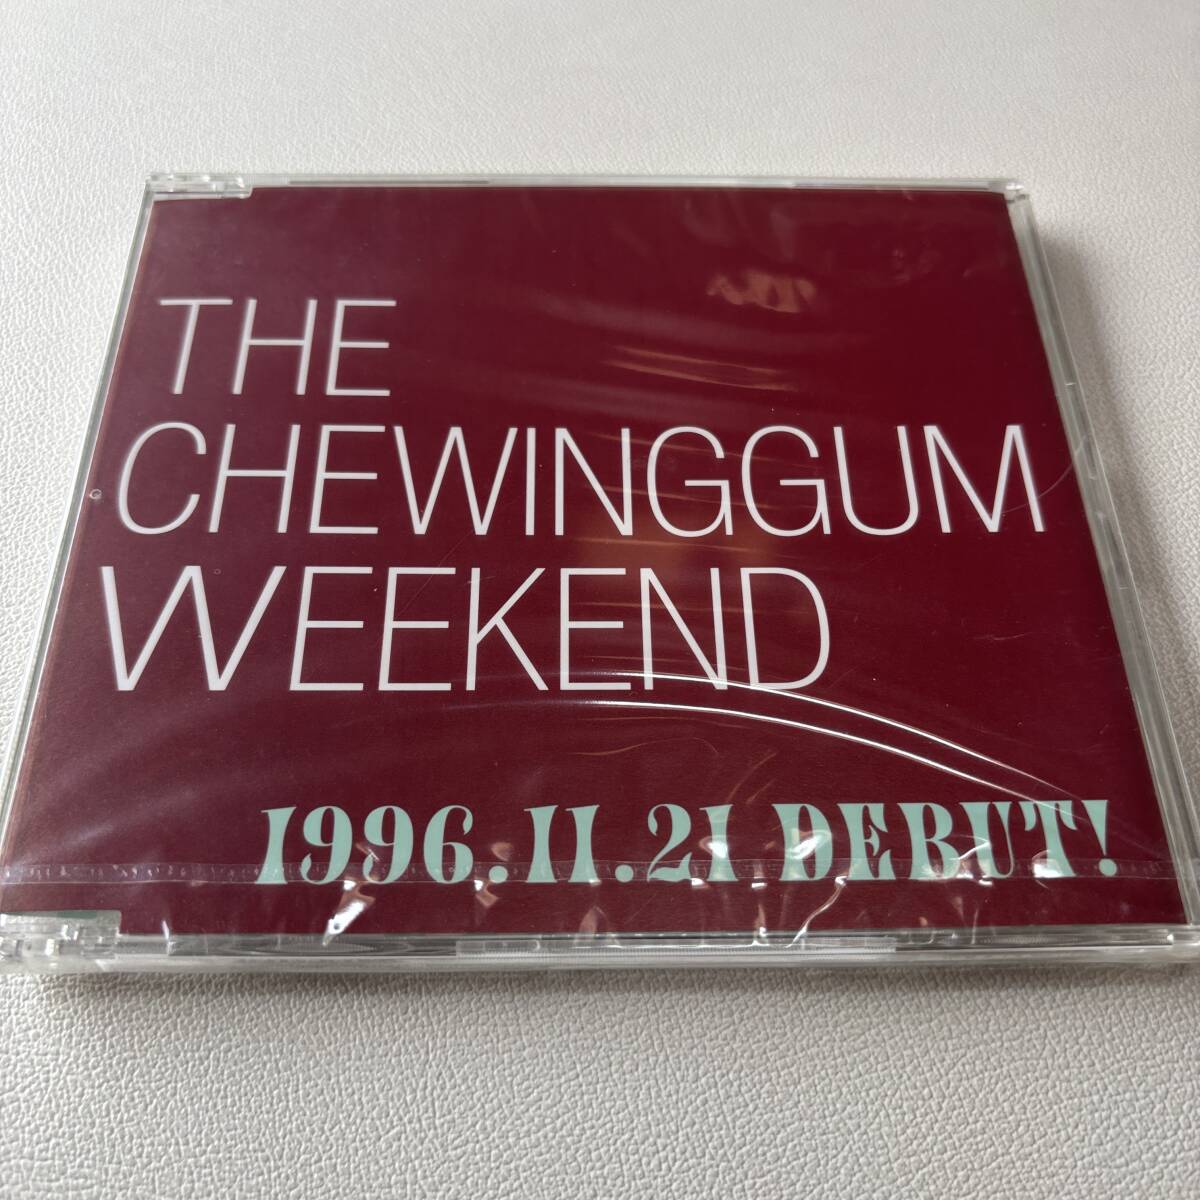 THE
CHEWINGGUM
WEEKEND
1996.11.21 DEBUT!